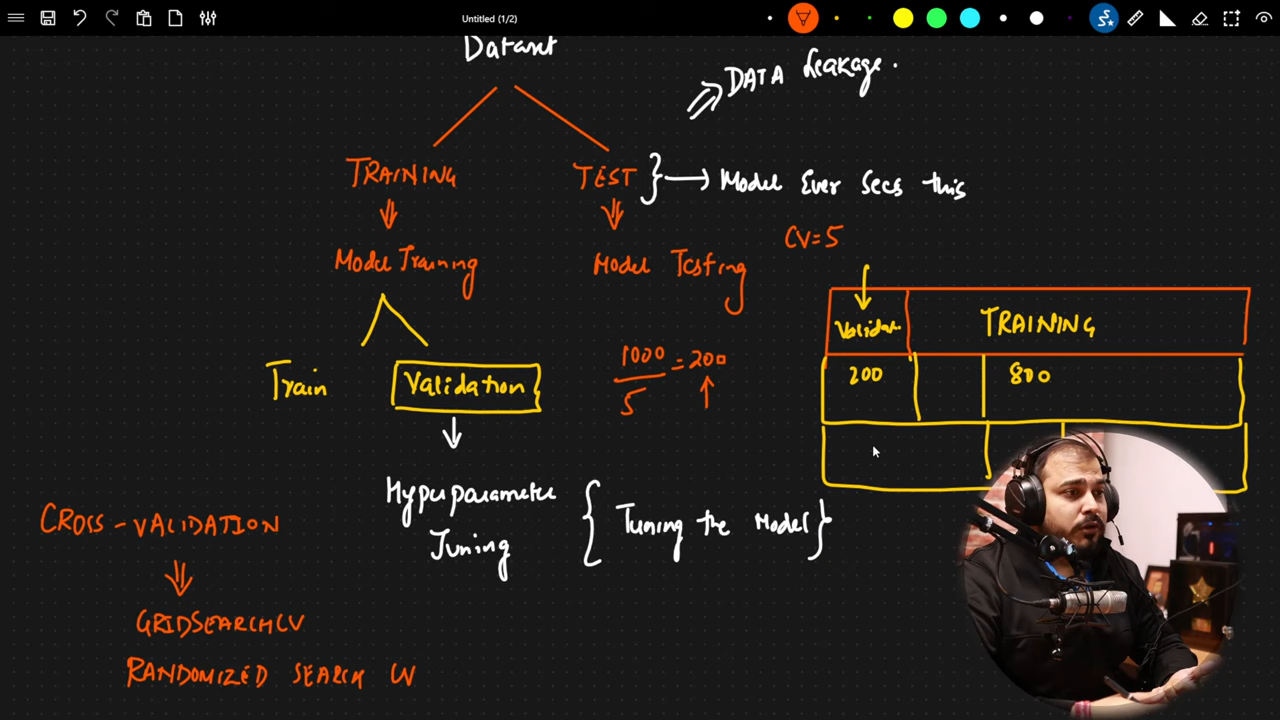 Untitled (1/2)
Dataset
DATA Leakage.
TRAINING
TEST
Model Ever Sees this
Model Training
Model Testing
CV=5
Validat.
TRAINING
Train
Validation
1000
5
=200
200
800
Hyperparameter
Tuning
{ Tuning the Model }
CROSS-VALIDATION
GRIDSEARCHCV
RANDOMIZED SEARCH CV